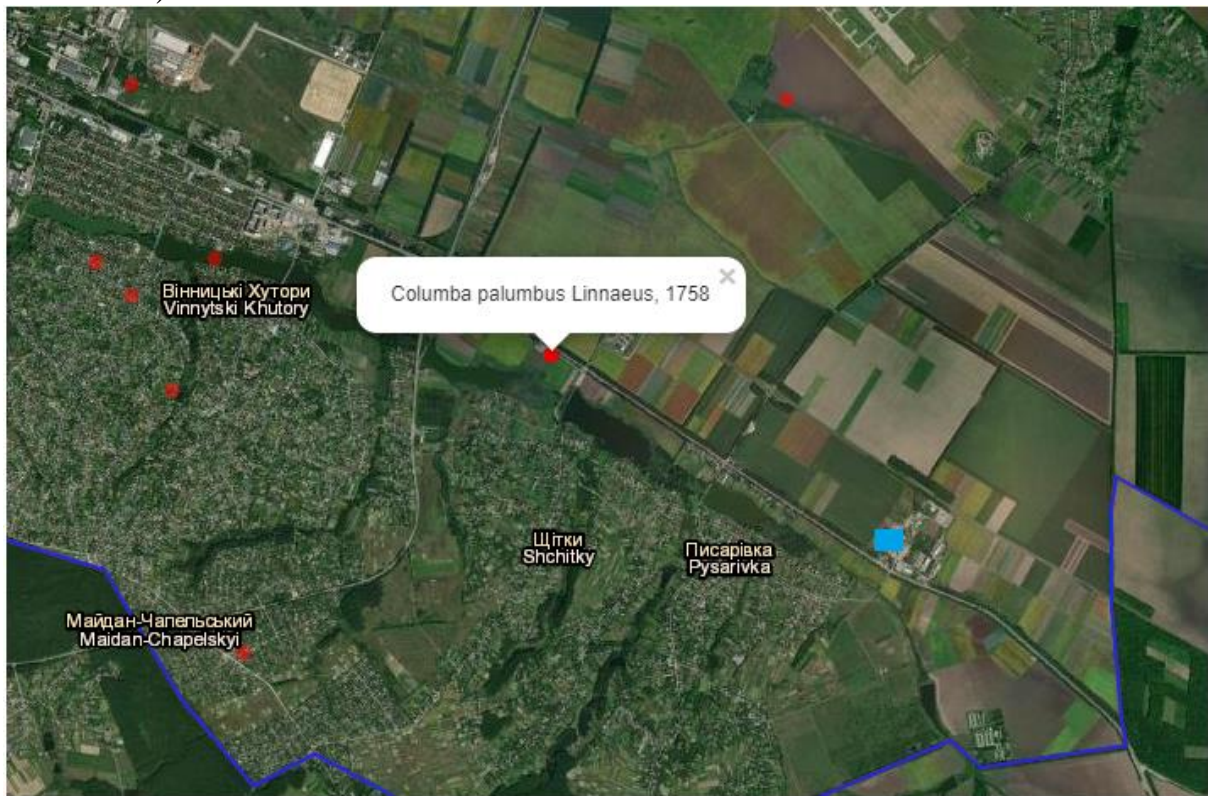 ×
Columba palumbus Linnaeus, 1758
Вінницькі Хутори
Vinnytski Khutory
Щітки
Shchitky
Писарівка
Pysarivka
Майдан-Чапельський
Maidan-Chapelskyi